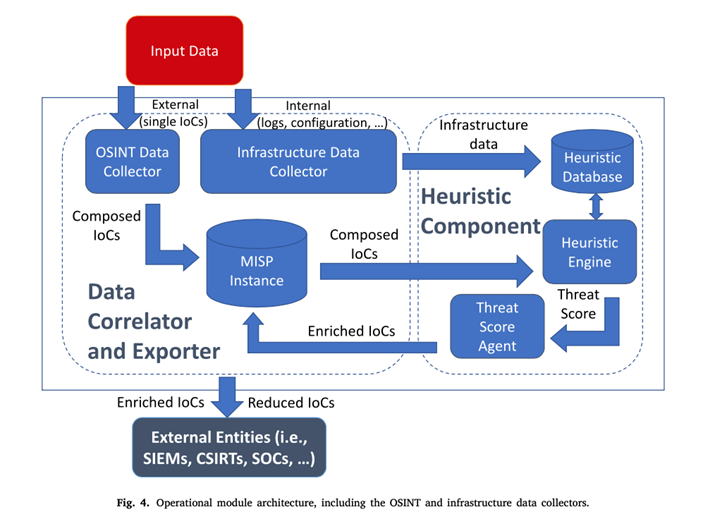 Input Data
External
(single IoCs)
Internal
(logs, configuration, ...)
OSINT Data
Collector
Infrastructure Data
Collector
Infrastructure
data
Heuristic
Database
Heuristic
Component
Composed
IoCs
MISP
Instance
Composed
IoCs
Heuristic
Engine
Data
Correlator
and Exporter
Enriched IoCs
Threat
Score
Agent
Threat
Score
Enriched IoCs
Reduced IoCs
External Entities (i.e.,
SIEMs, CSIRTs, SOCs, ...)
Fig. 4. Operational module architecture, including the OSINT and infrastructure data collectors.